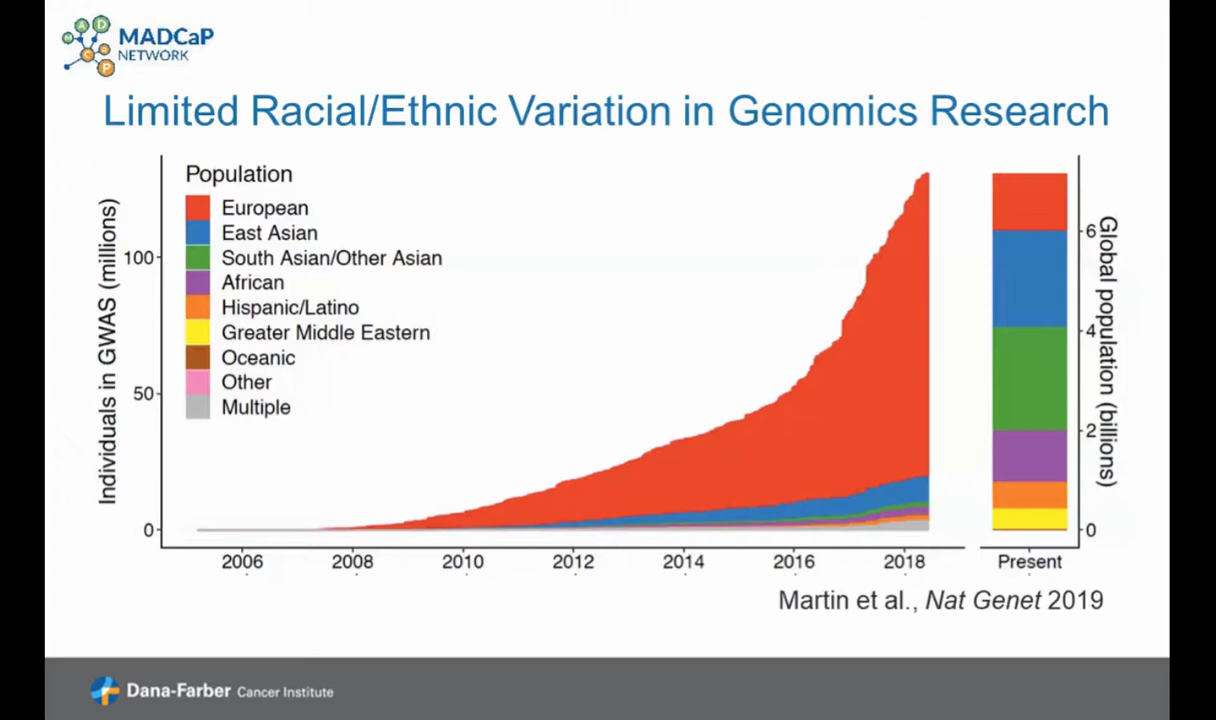 MADCaP
NETWORK
M
A
D
C
a
P
Limited Racial/Ethnic Variation in Genomics Research
Population
European
East Asian
South Asian/Other Asian
African
Hispanic/Latino
Greater Middle Eastern
Oceanic
Other
Multiple
Individuals in GWAS (millions)
100
50
0
2006
2008
2010
2012
2014
2016
2018
Present
6
4
2
0
Global population (billions)
Martin et al., Nat Genet 2019
Dana-Farber Cancer Institute